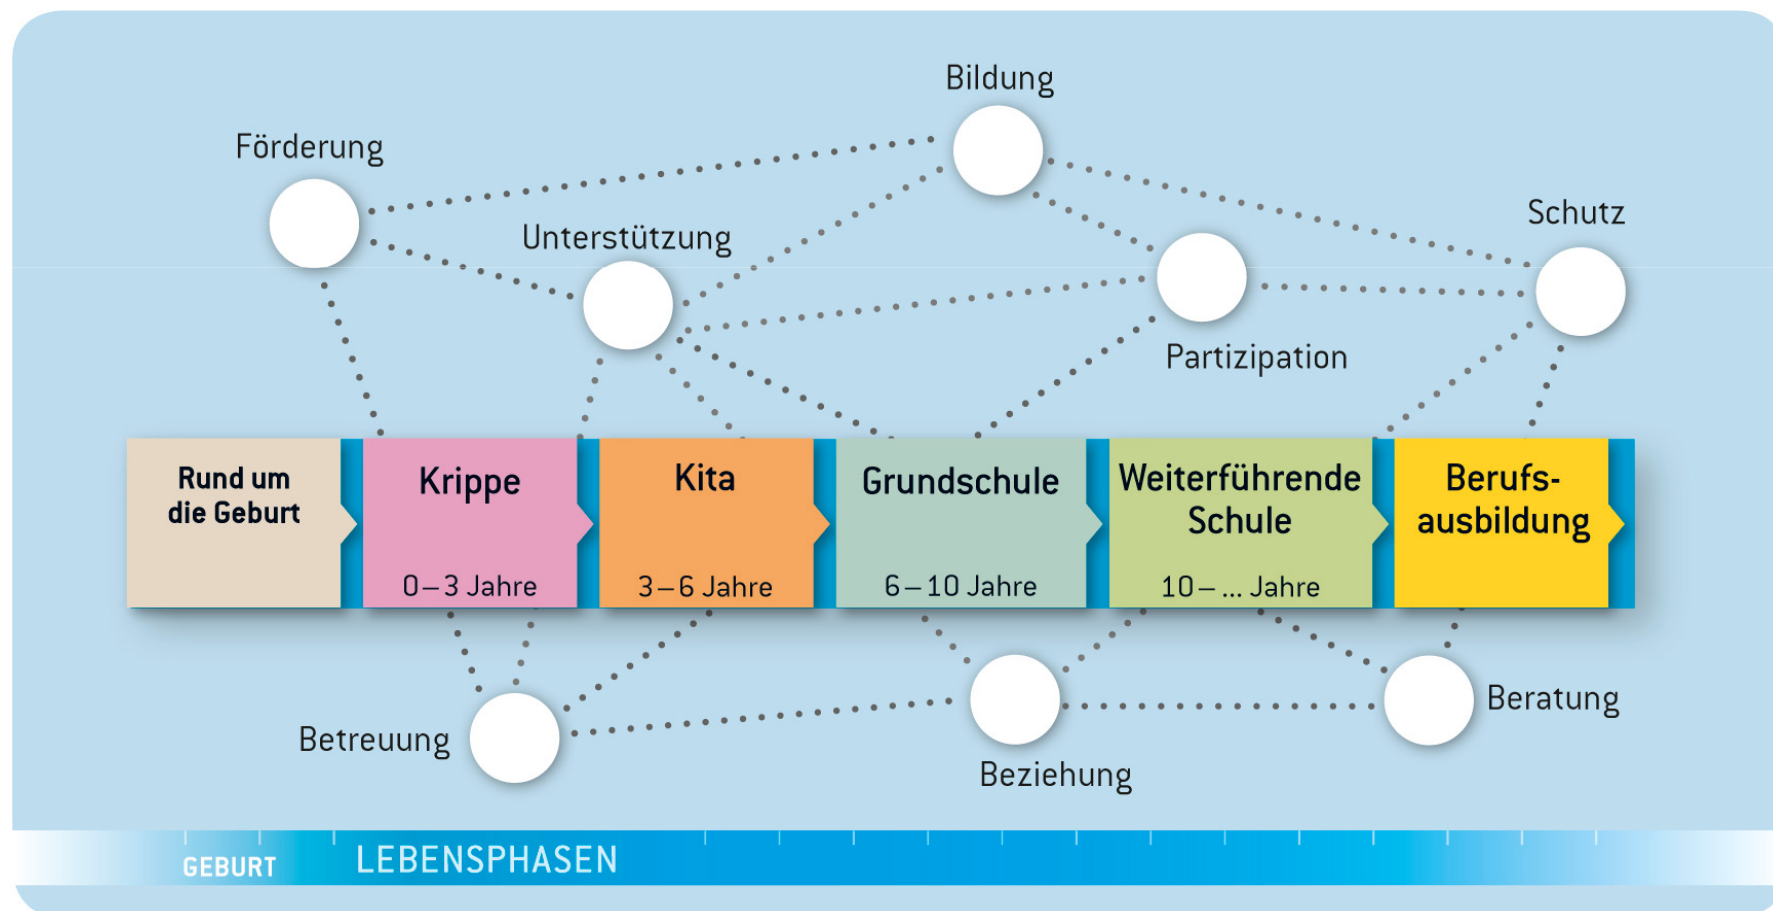 Bildung
Förderung
Schutz
Unterstützung
Partizipation
Rund um
die Geburt
Krippe
0–3 Jahre
Kita
3–6 Jahre
Grundschule
6–10 Jahre
Weiterführende
Schule
10–... Jahre
Berufs-
ausbildung
Betreuung
Beziehung
Beratung
GEBURT
LEBENSPHASEN